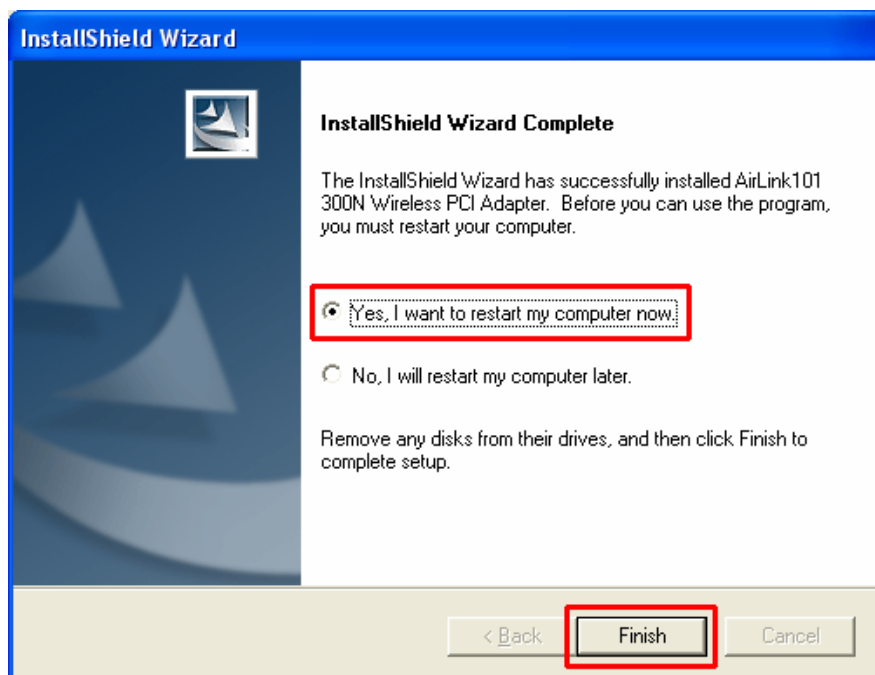 InstallShield Wizard
InstallShield Wizard Complete
The InstallShield Wizard has successfully installed AirLink101
300N Wireless PCI Adapter.  Before you can use the program,
you must restart your computer.
Yes, I want to restart my computer now.
No, I will restart my computer later.
Remove any disks from their drives, and then click Finish to
complete setup.
< Back Finish Cancel